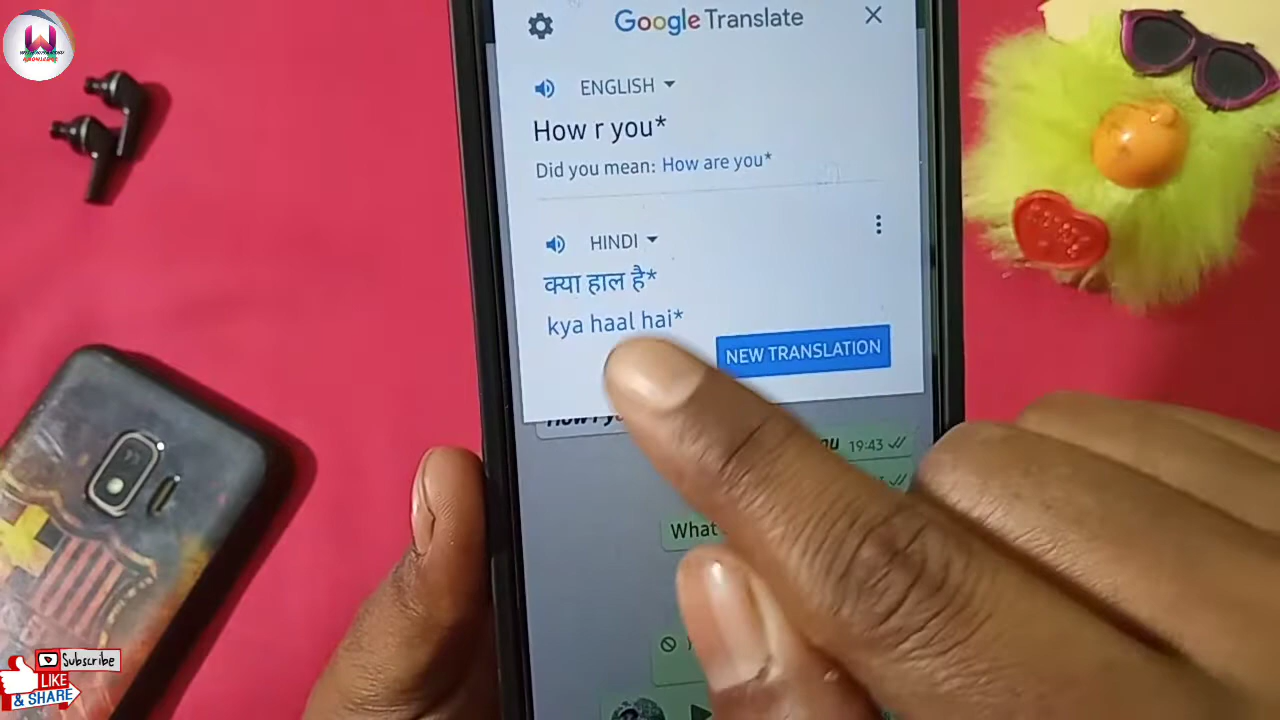 Google Translate
ENGLISH
How r you*
Did you mean: How are you*
HINDI
क्या हाल है*
kya haal hai*
NEW TRANSLATION
How r
19:43
What
Subscribe
LIKE
& SHARE